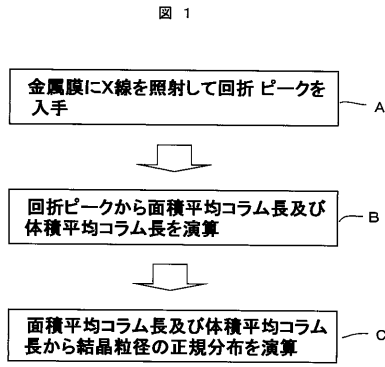 図 1
金属膜にX線を照射して回折 ピークを
入手
A
回折ピークから面積平均コラム長及び
体積平均コラム長を演算
B
面積平均コラム長及び体積平均コラム
長から結晶粒径の正規分布を演算
C